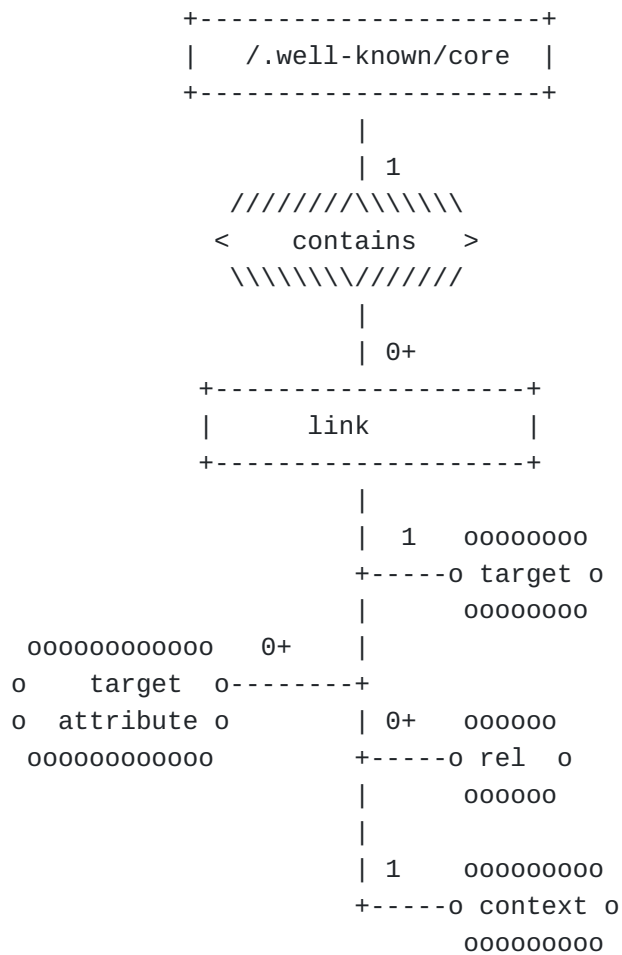 /.well-known/core
1
contains
0+
link
1
target
0+
target
attribute
0+
rel
1
context